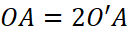 OA = 2O′A